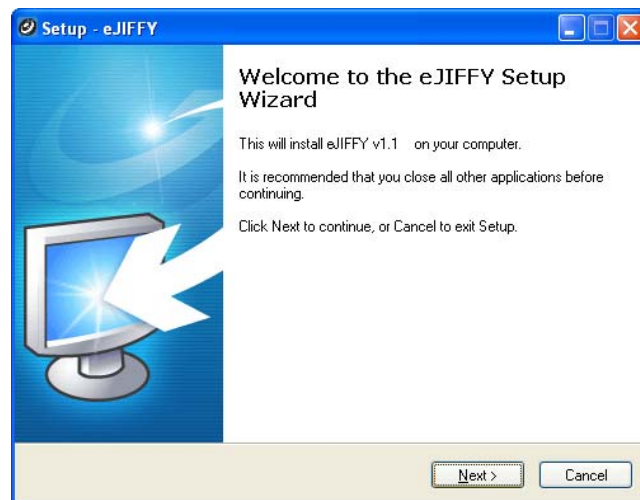 Setup - eJIFFY
Welcome to the eJIFFY Setup
Wizard
This will install eJIFFY v1.1 on your computer.
It is recommended that you close all other applications before
continuing.
Click Next to continue, or Cancel to exit Setup.
Next > Cancel